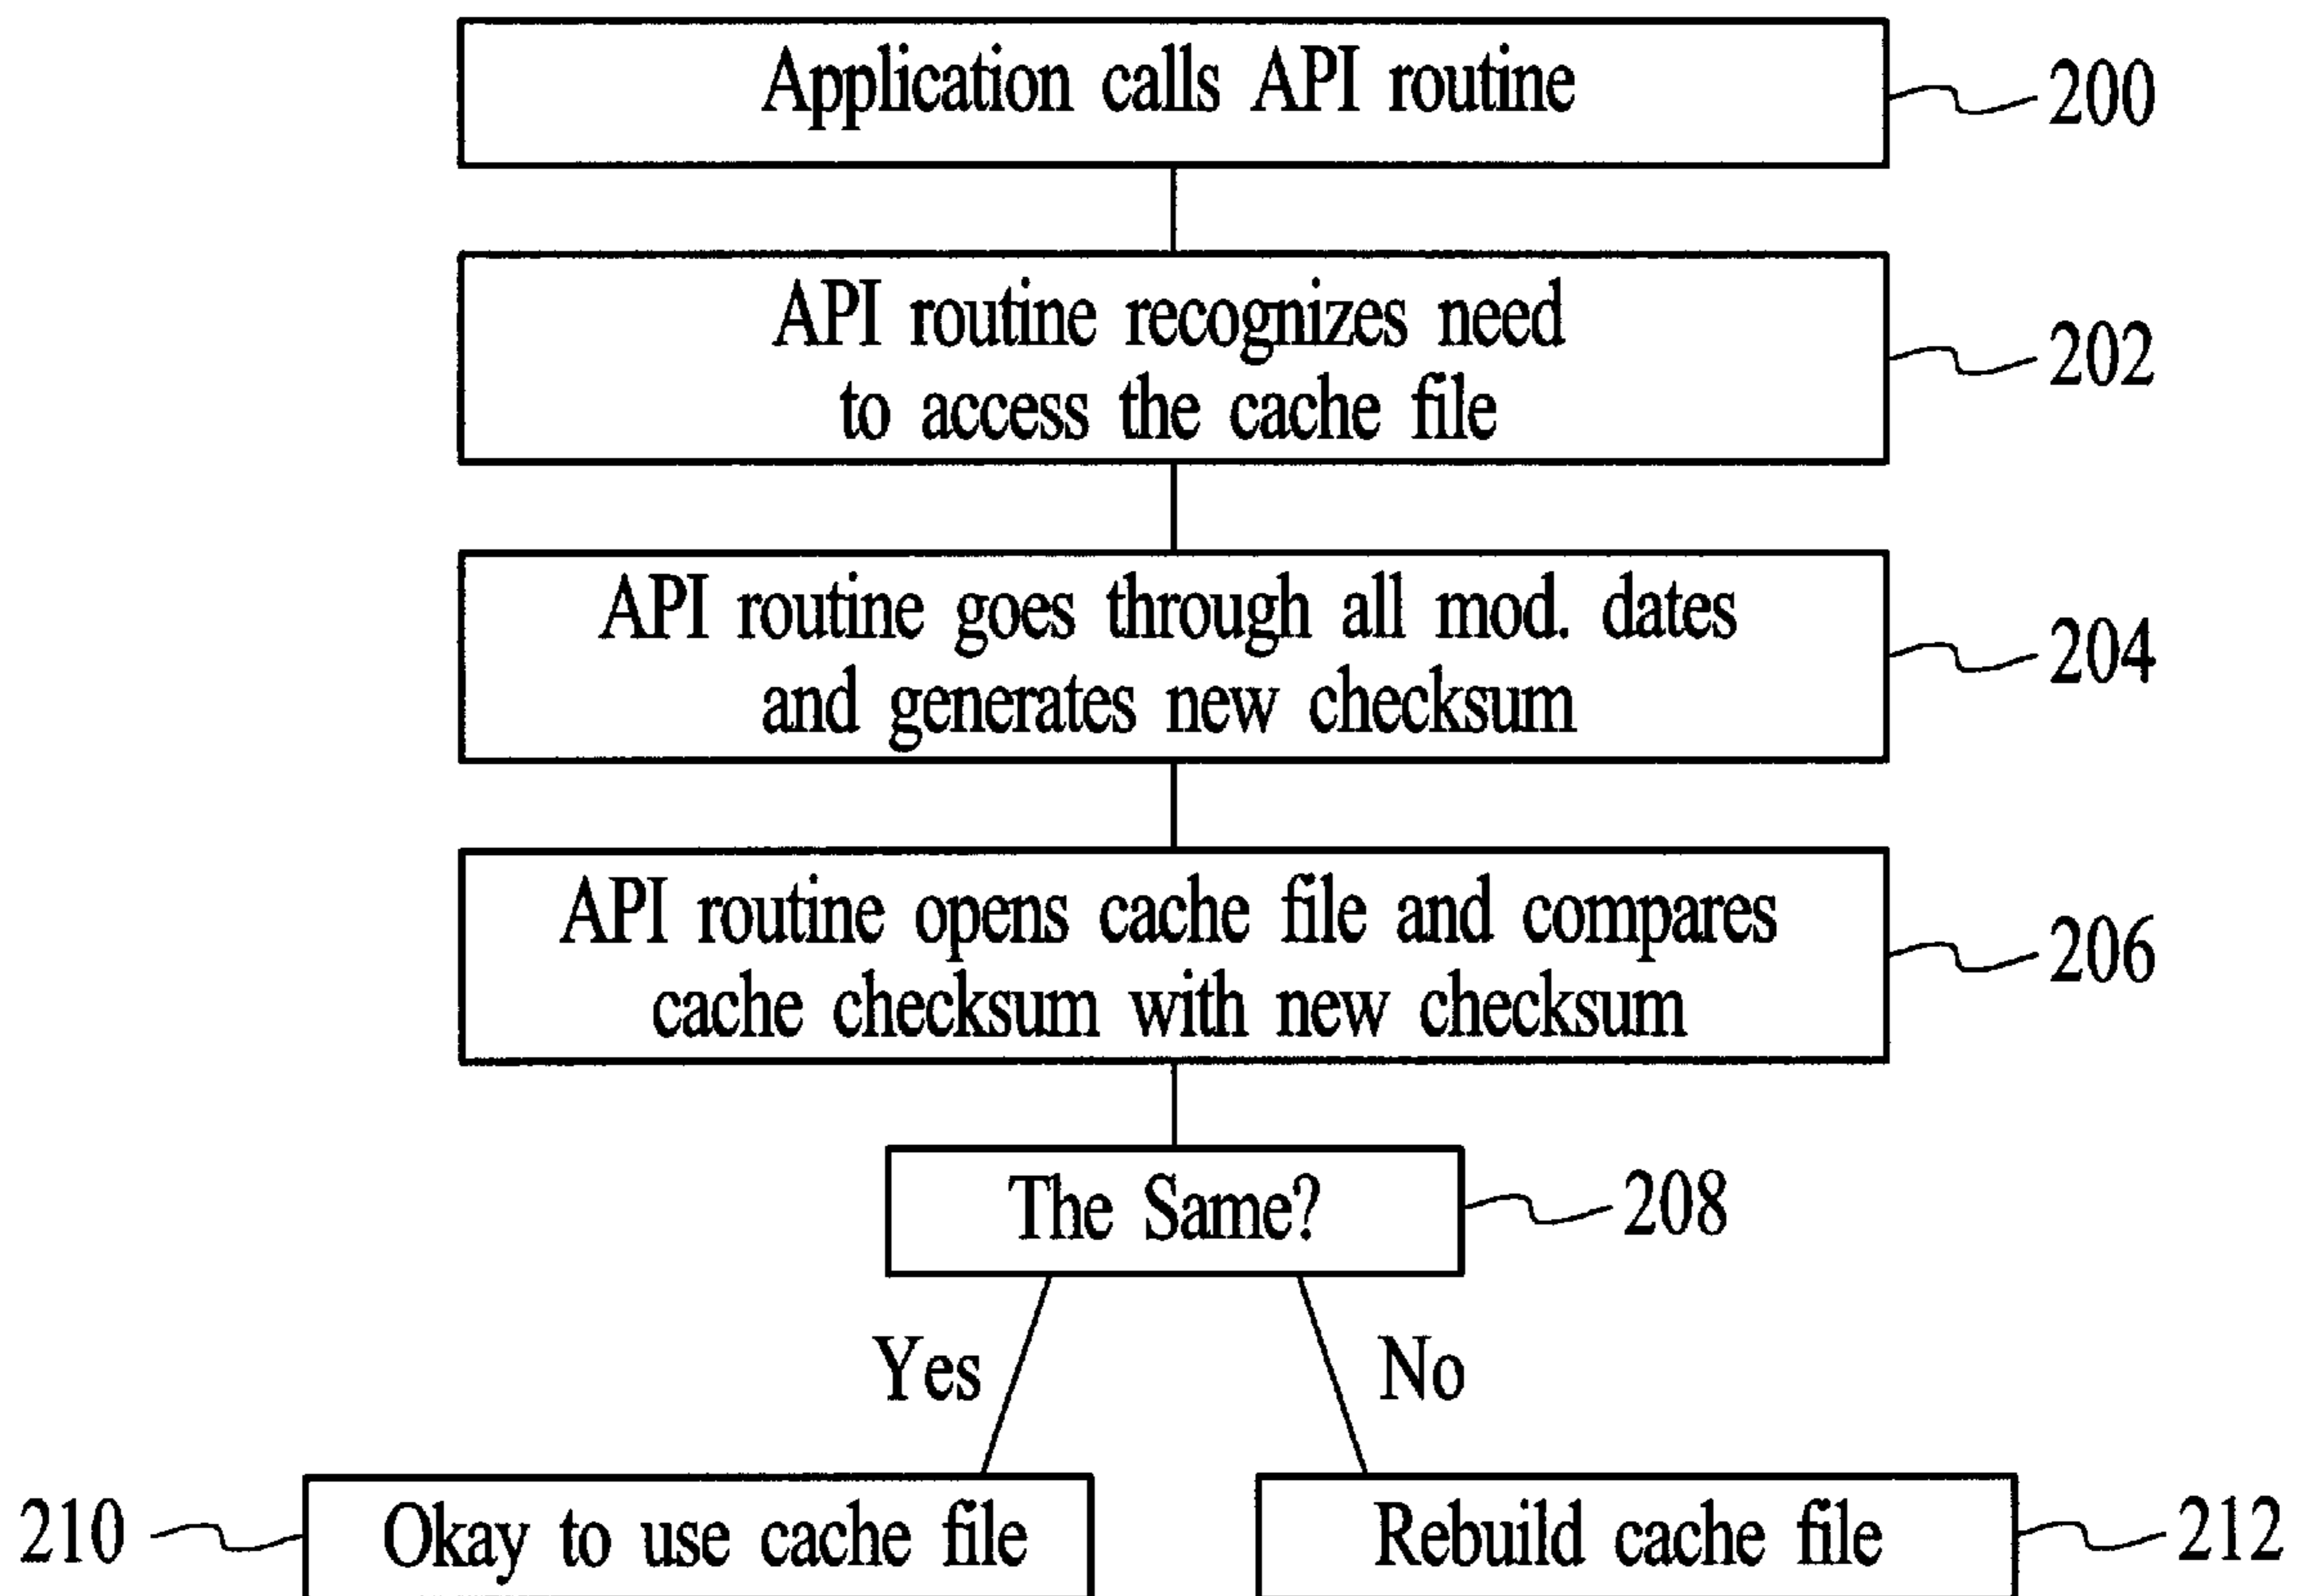 Application calls API routine
200
API routine recognizes need
to access the cache file
202
API routine goes through all mod. dates
and generates new checksum
204
API routine opens cache file and compares
cache checksum with new checksum
206
The Same?
208
Yes
No
210
Okay to use cache file
Rebuild cache file
212